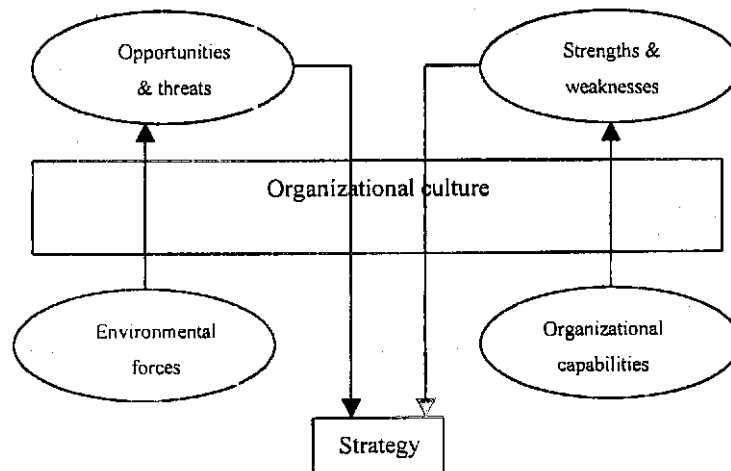 Opportunities
& threats
Strengths &
weaknesses
Organizational culture
Environmental
forces
Organizational
capabilities
Strategy